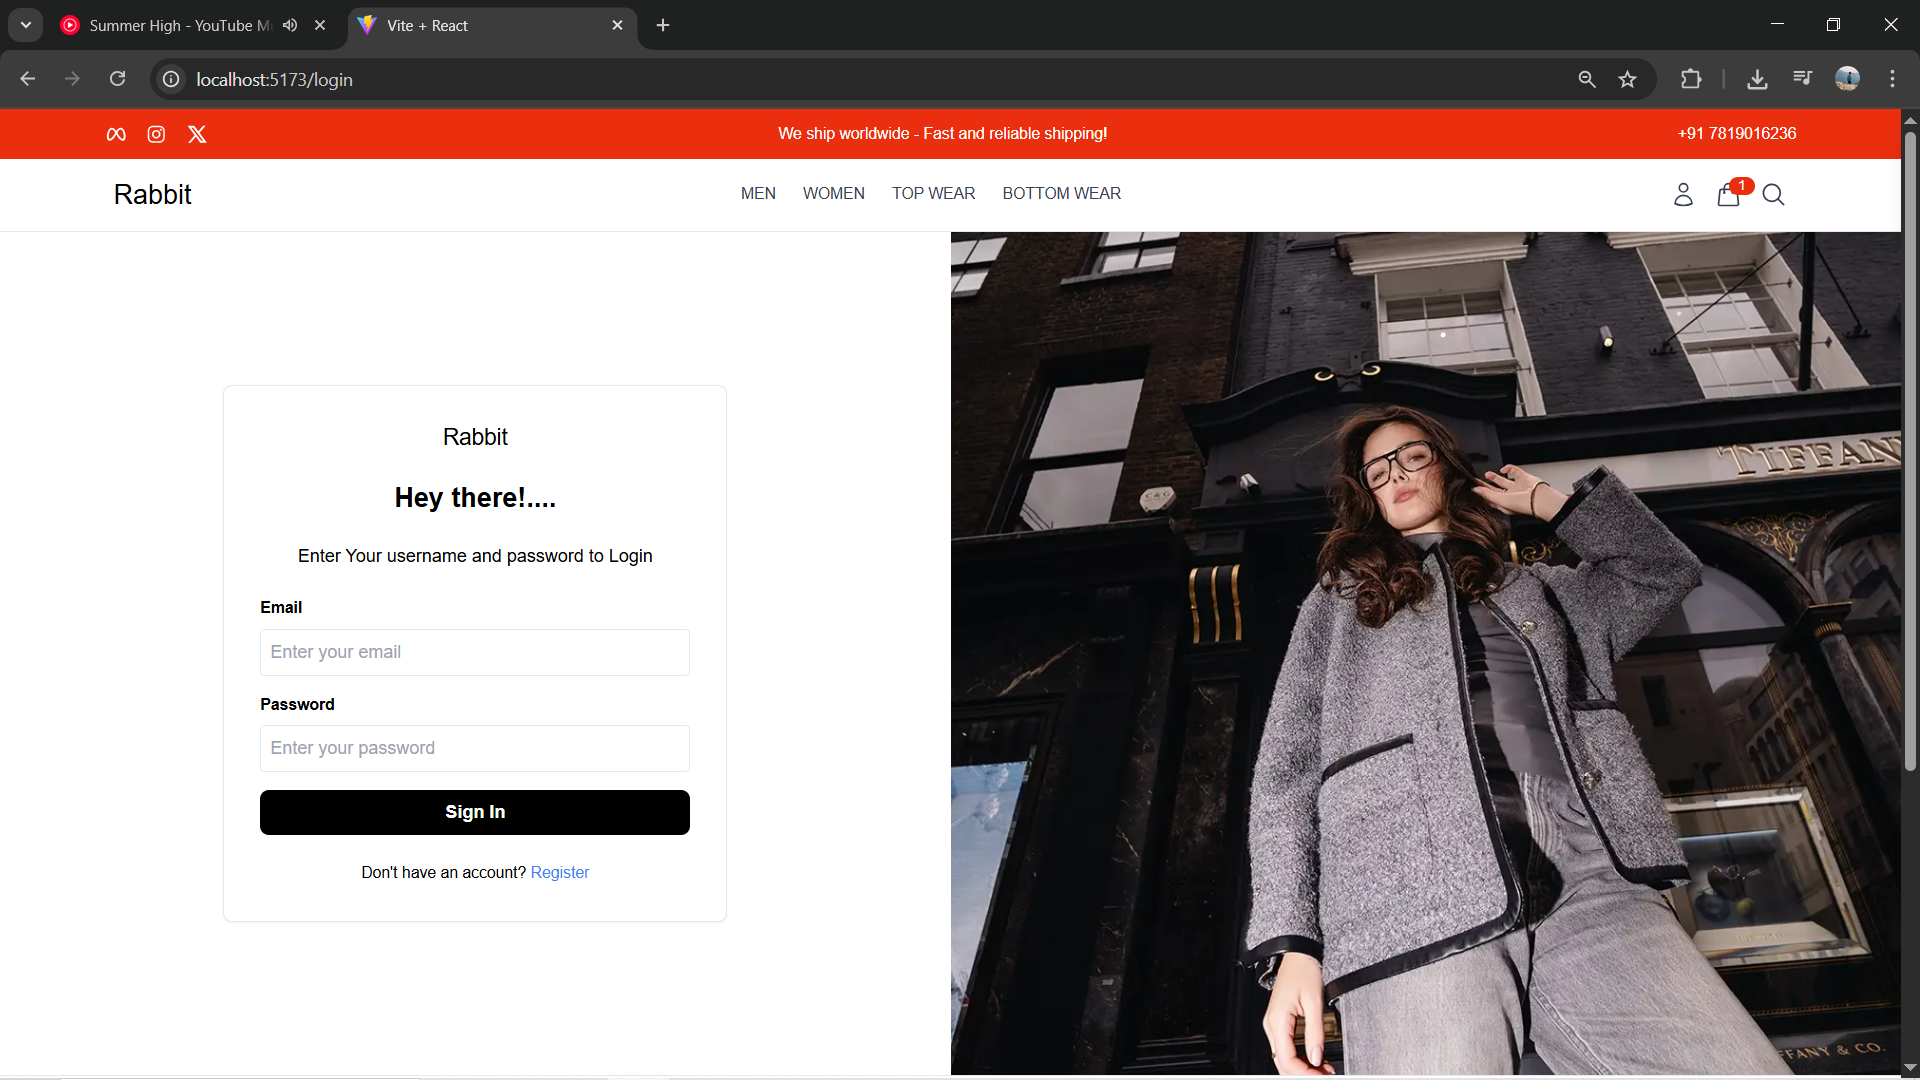 Summer High - YouTube Mu
Vite + React
localhost:5173/login
We ship worldwide - Fast and reliable shipping!
+91 7819016236
Rabbit
MEN
WOMEN
TOP WEAR
BOTTOM WEAR
1
Rabbit
Hey there!....
Enter Your username and password to Login
Email
Enter your email
Password
Enter your password
Sign In
Don't have an account? Register
TIFFAN
C&G
FFANY & CO.